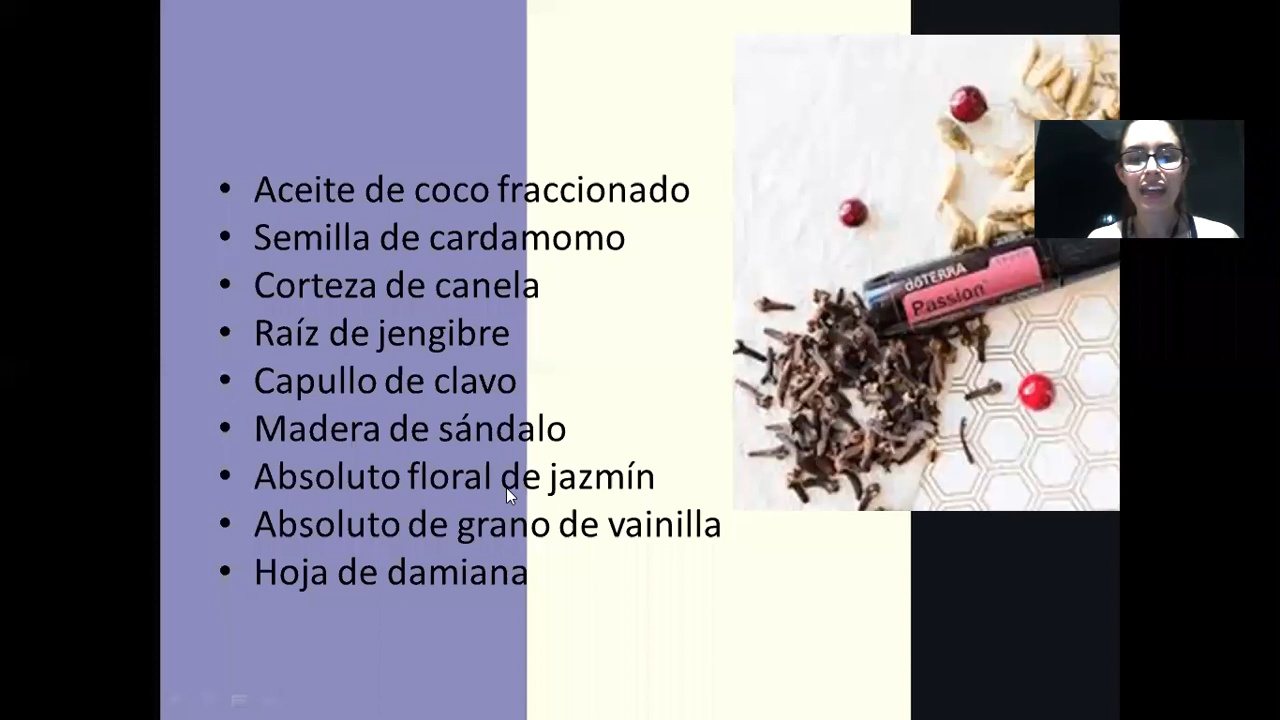 Aceite de coco fraccionado
Semilla de cardamomo
Corteza de canela
Raíz de jengibre
Capullo de clavo
Madera de sándalo
Absoluto floral de jazmín
Absoluto de grano de vainilla
Hoja de damiana
dōTERRA
Passion